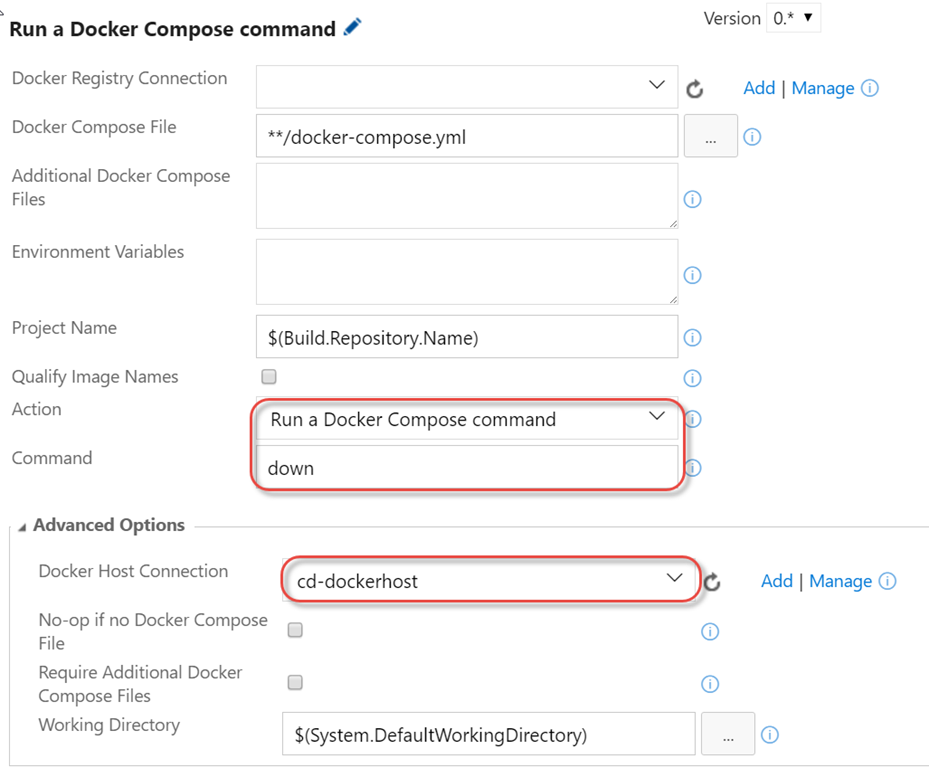 Run a Docker Compose command
Version 0.*
Docker Registry Connection
Add | Manage
Docker Compose File
**/docker-compose.yml
...
Additional Docker Compose
Files
Environment Variables
Project Name
$(Build.Repository.Name)
Qualify Image Names
Action
Run a Docker Compose command
Command
down
Advanced Options
Docker Host Connection
cd-dockerhost
Add | Manage
No-op if no Docker Compose
File
Require Additional Docker
Compose Files
Working Directory
$(System.DefaultWorkingDirectory)
...